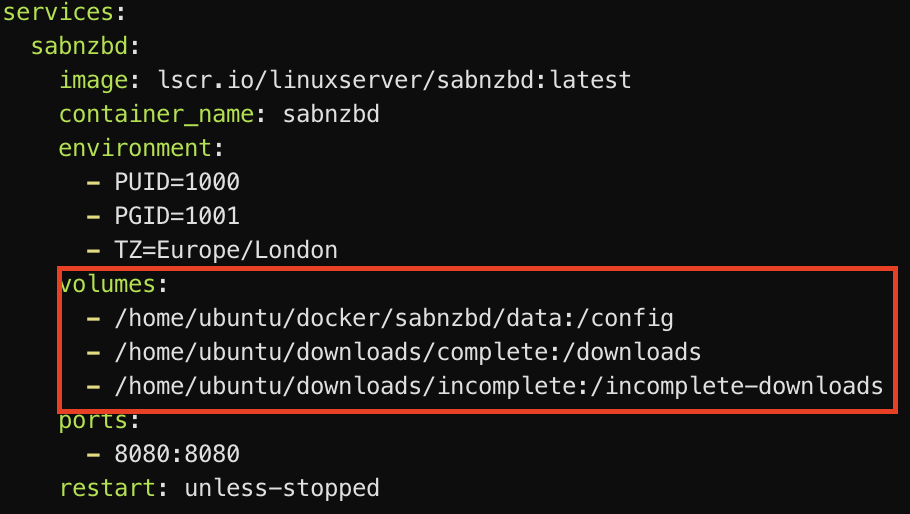 services:
  sabnzbd:
    image: lscr.io/linuxserver/sabnzbd:latest
    container_name: sabnzbd
    environment:
      - PUID=1000
      - PGID=1001
      - TZ=Europe/London
    volumes:
      - /home/ubuntu/docker/sabnzbd/data:/config
      - /home/ubuntu/downloads/complete:/downloads
      - /home/ubuntu/downloads/incomplete:/incomplete-downloads
    ports:
      - 8080:8080
    restart: unless-stopped